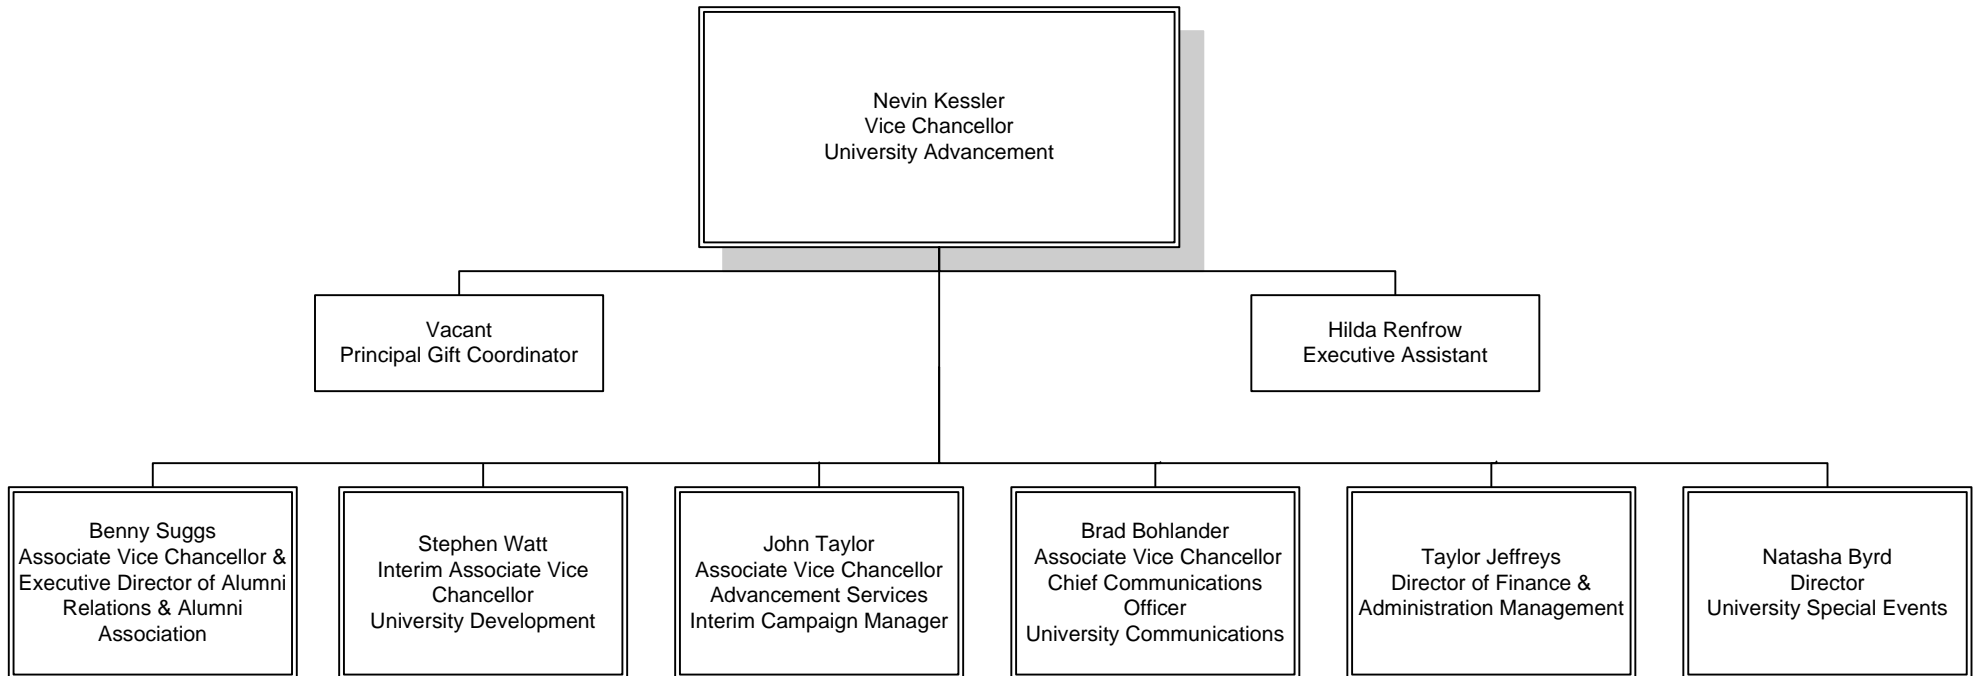 Nevin Kessler
Vice Chancellor
University Advancement
Vacant
Principal Gift Coordinator
Hilda Renfrow
Executive Assistant
Benny Suggs
Associate Vice Chancellor &
Executive Director of Alumni
Relations & Alumni
Association
Stephen Watt
Interim Associate Vice
Chancellor
University Development
John Taylor
Associate Vice Chancellor
Advancement Services
Interim Campaign Manager
Brad Bohlander
Associate Vice Chancellor
Chief Communications
Officer
University Communications
Taylor Jeffreys
Director of Finance &
Administration Management
Natasha Byrd
Director
University Special Events